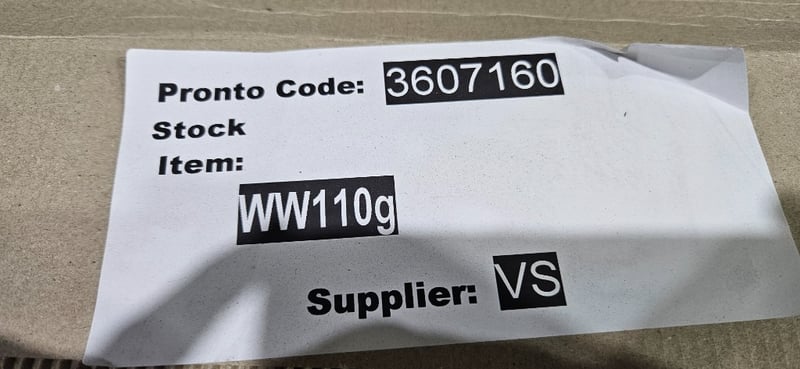 Pronto Code: 3607160
Stock
Item:
WW110g
Supplier: VS